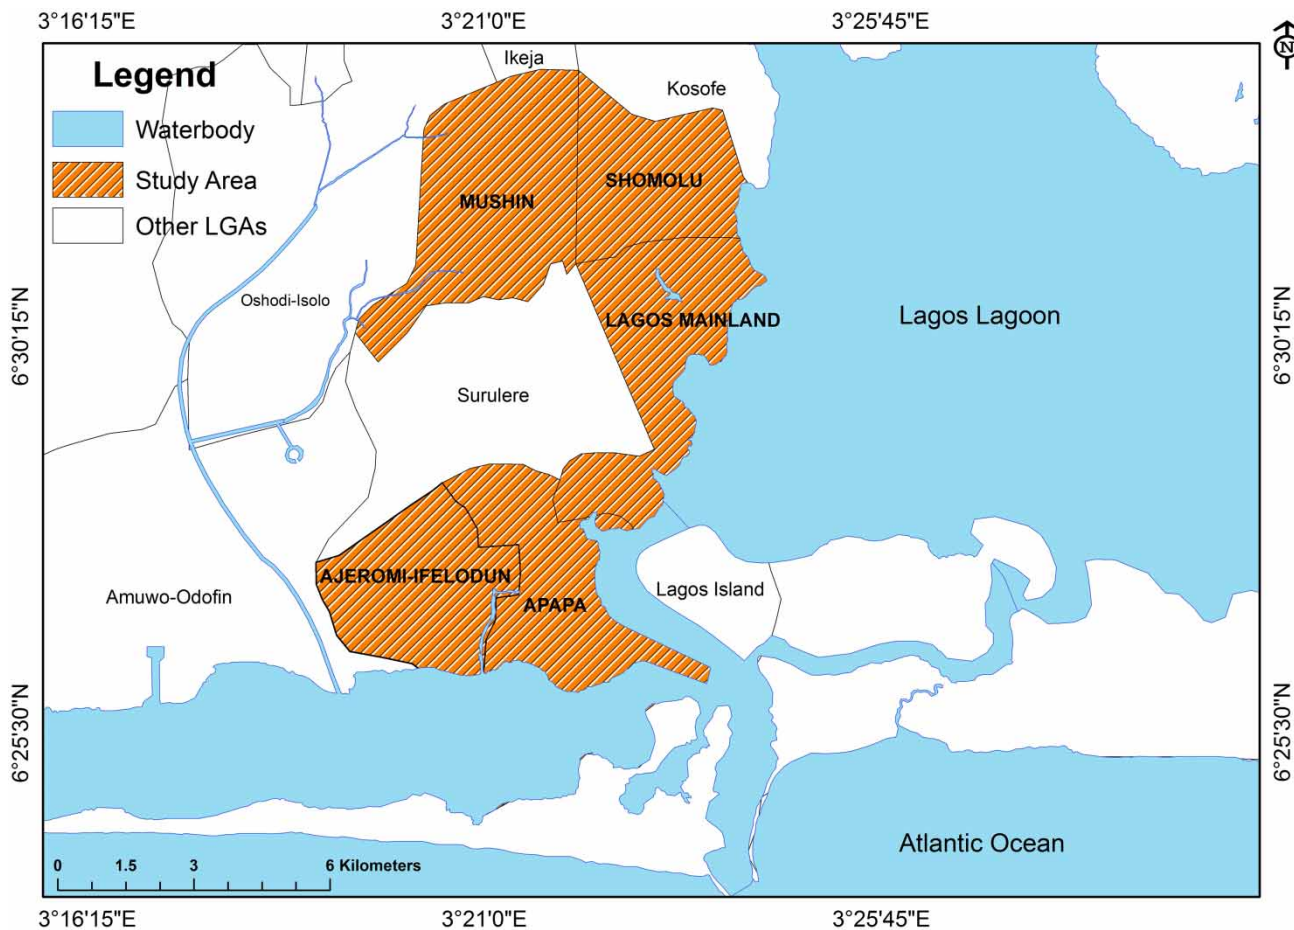 3°16'15"E
3°21'0"E
3°25'45"E
N
Legend
Waterbody
Study Area
Other LGAs
Ikeja
Kosofe
MUSHIN
SHOMOLU
Oshodi-Isolo
LAGOS MAINLAND
Lagos Lagoon
6°30'15"N
6°30'15"N
Surulere
AJEROMI-IFELODUN
APAPA
Lagos Island
Amuwo-Odofin
6°25'30"N
6°25'30"N
Atlantic Ocean
0 1.5 3 6 Kilometers
3°16'15"E
3°21'0"E
3°25'45"E